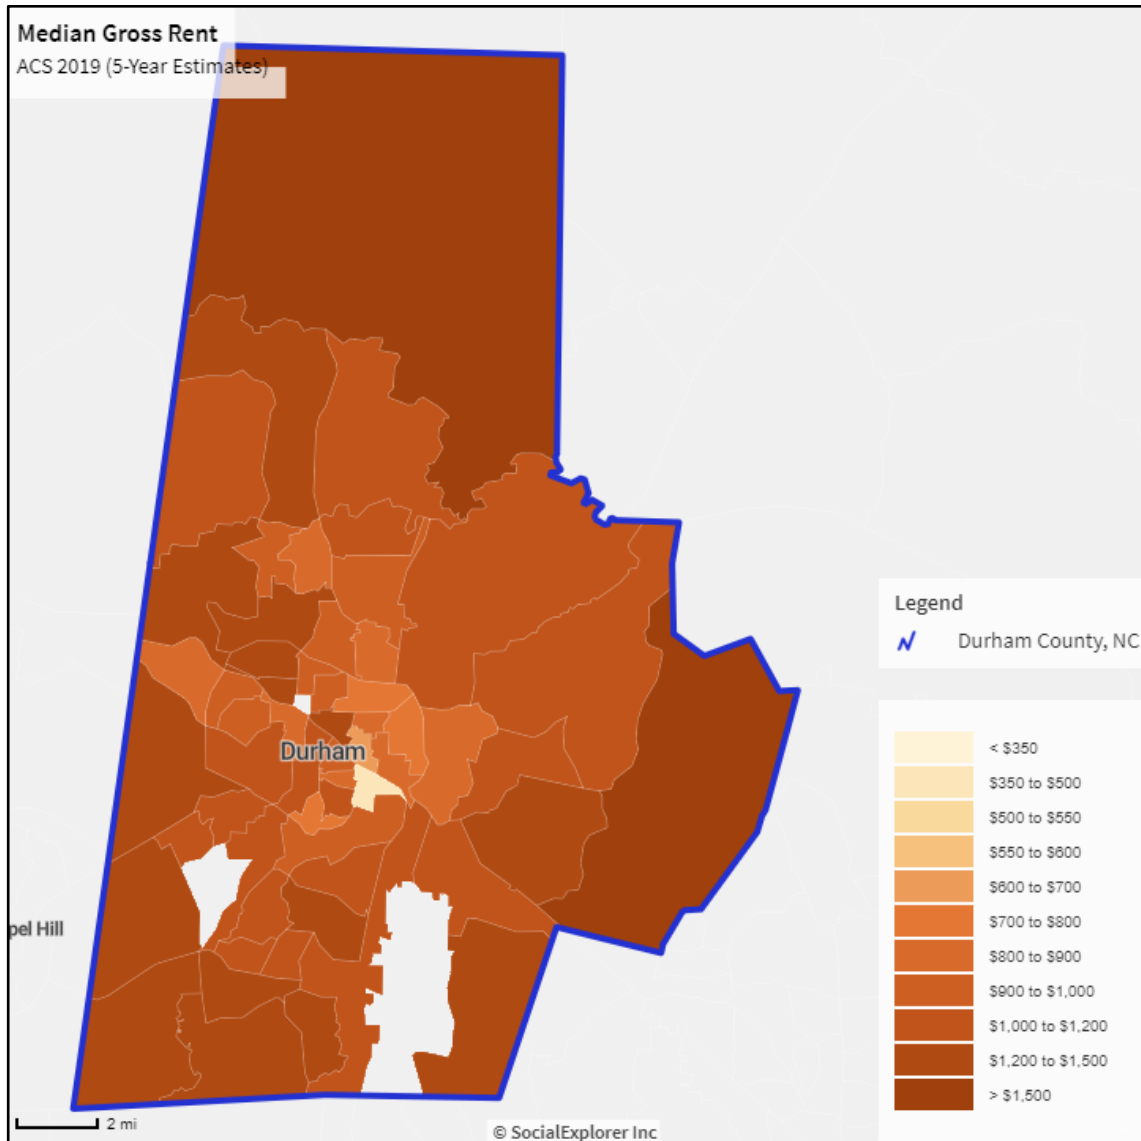 Median Gross Rent
ACS 2019 (5-Year Estimates)
Durham
pel Hill
Legend
Durham County, NC
< $350
$350 to $500
$500 to $550
$550 to $600
$600 to $700
$700 to $800
$800 to $900
$900 to $1,000
$1,000 to $1,200
$1,200 to $1,500
> $1,500
2 mi
© SocialExplorer Inc